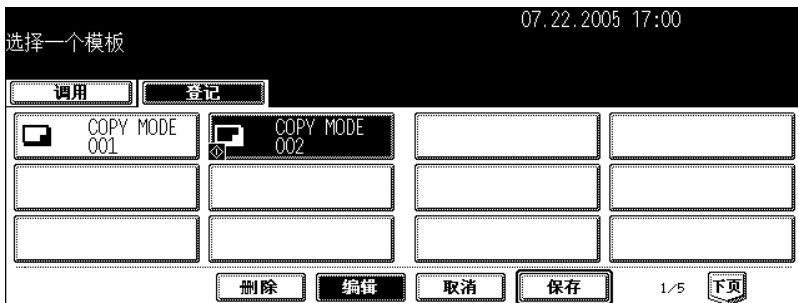 07.22.2005 17:00
选择一个模板
调用 登记
COPY MODE COPY MODE
001 002
删除 编辑 取消 保存 1/5 下页